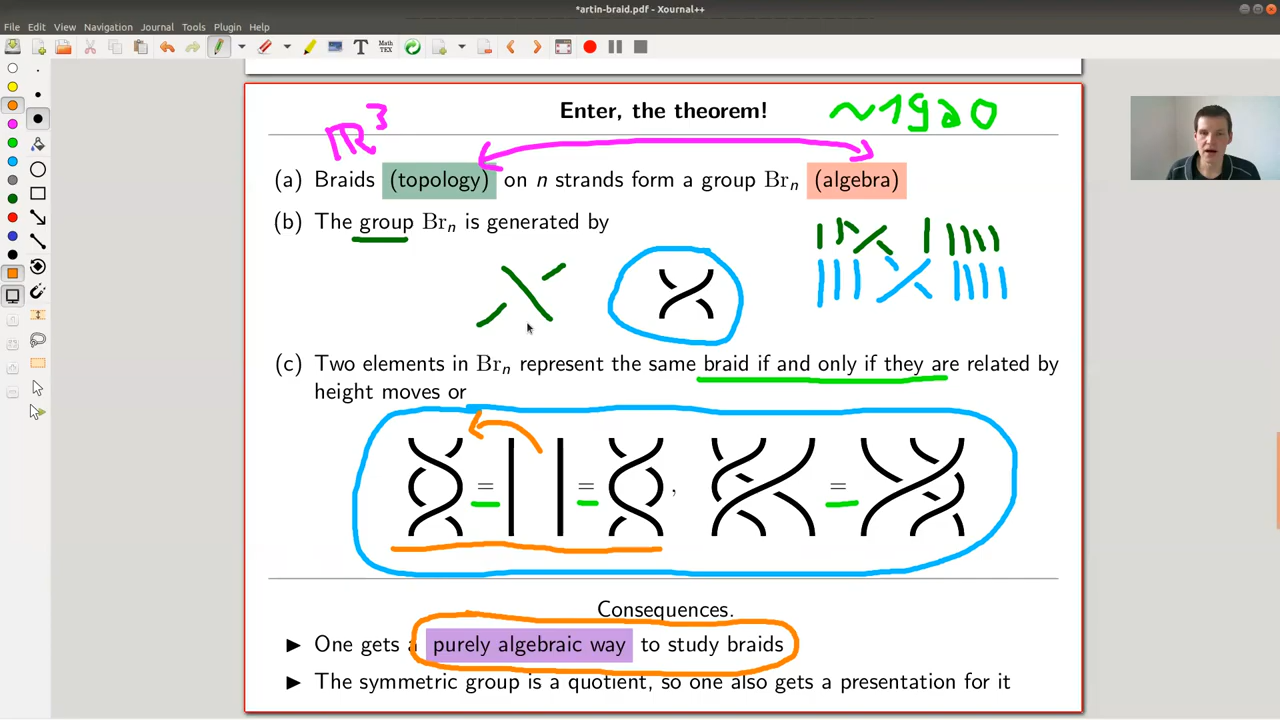 *artin-braid.pdf - Xournal++
File Edit View Navigation Journal Tools Plugin Help
T Math TEX
Enter, the theorem!
~1920
ℝ³
(a) Braids (topology) on n strands form a group Brₙ (algebra)
(b) The group Brₙ is generated by
(c) Two elements in Brₙ represent the same braid if and only if they are related by
height moves or
= = , =
Consequences.
▶ One gets a purely algebraic way to study braids
▶ The symmetric group is a quotient, so one also gets a presentation for it